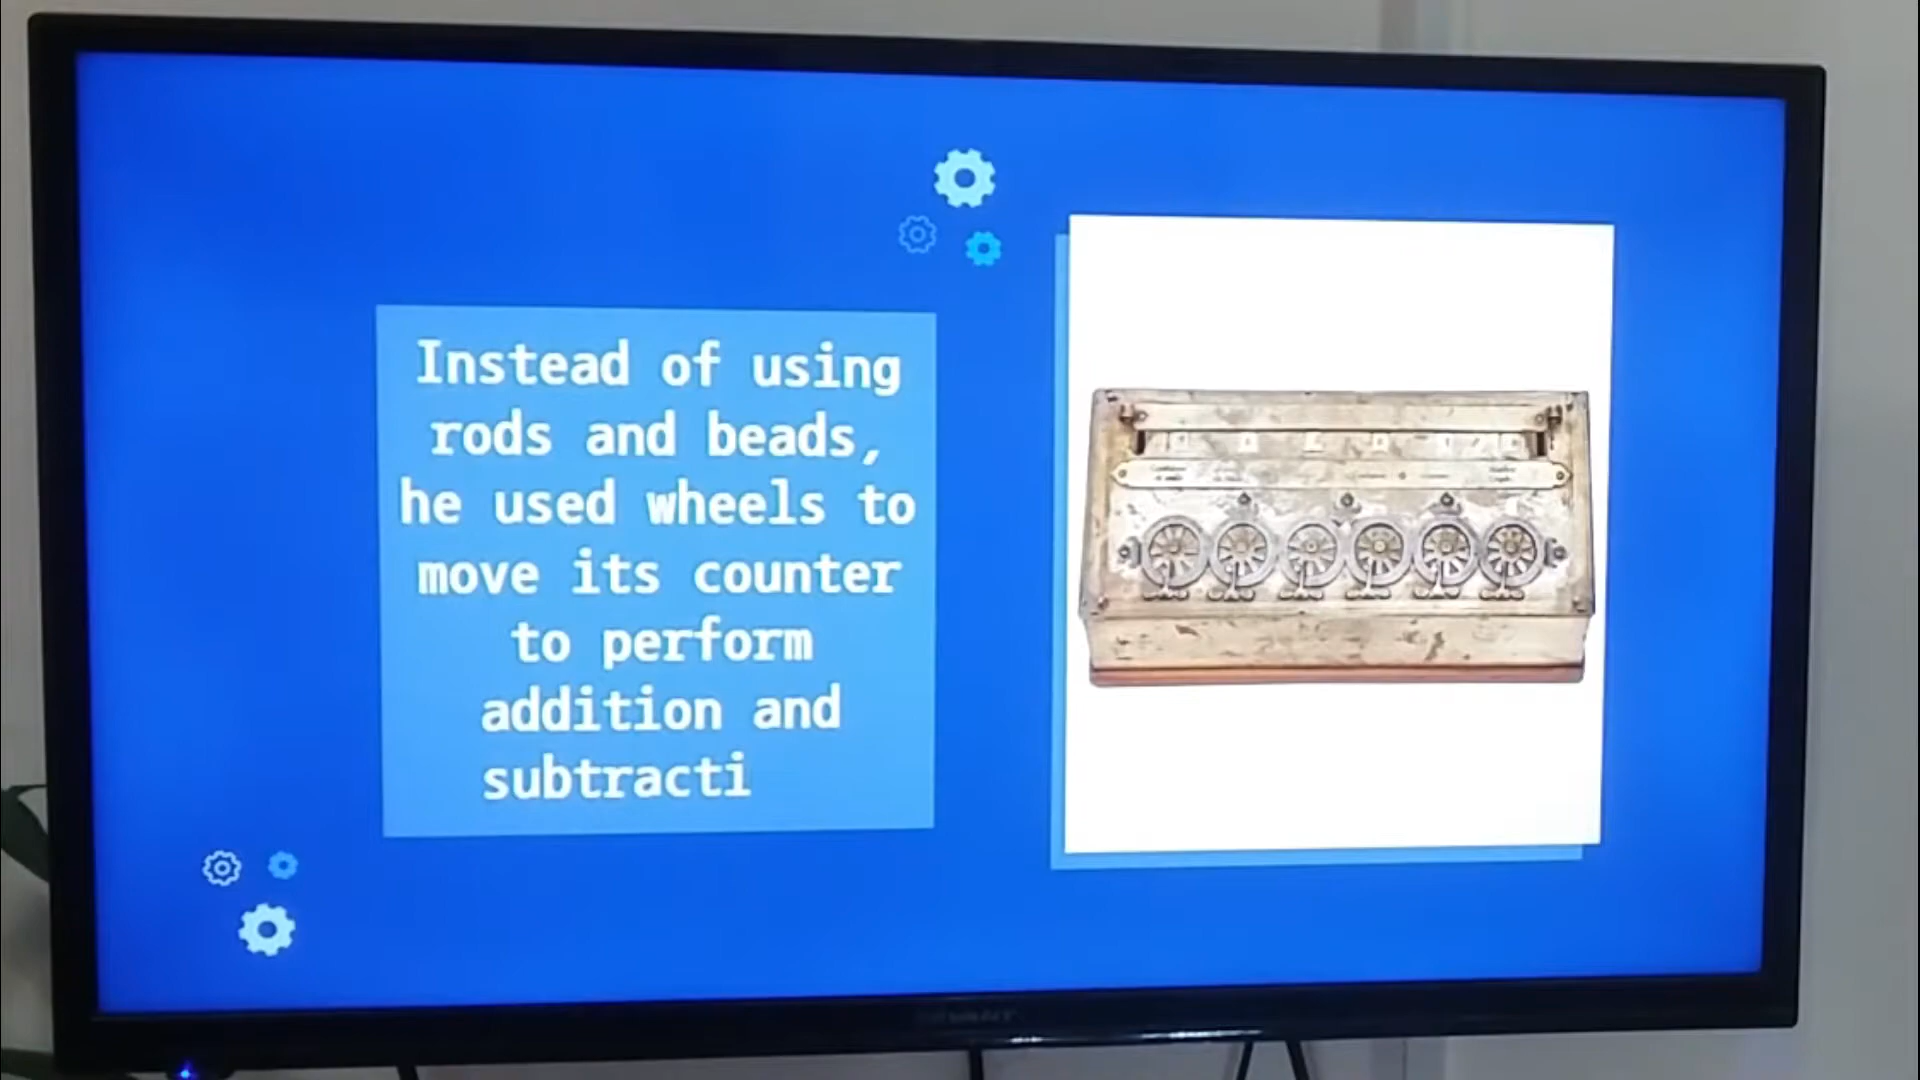 Instead of using
rods and beads,
he used wheels to
move its counter
to perform
addition and
subtracti